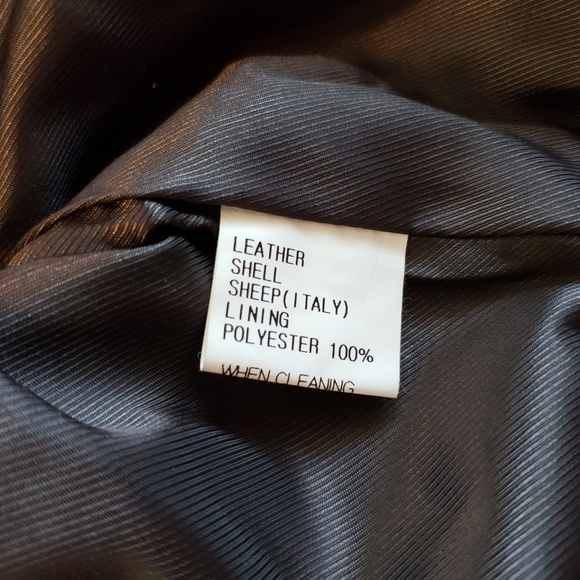 LEATHER
SHELL
SHEEP(ITALY)
LINING
POLYESTER 100%
WHEN CLEANING